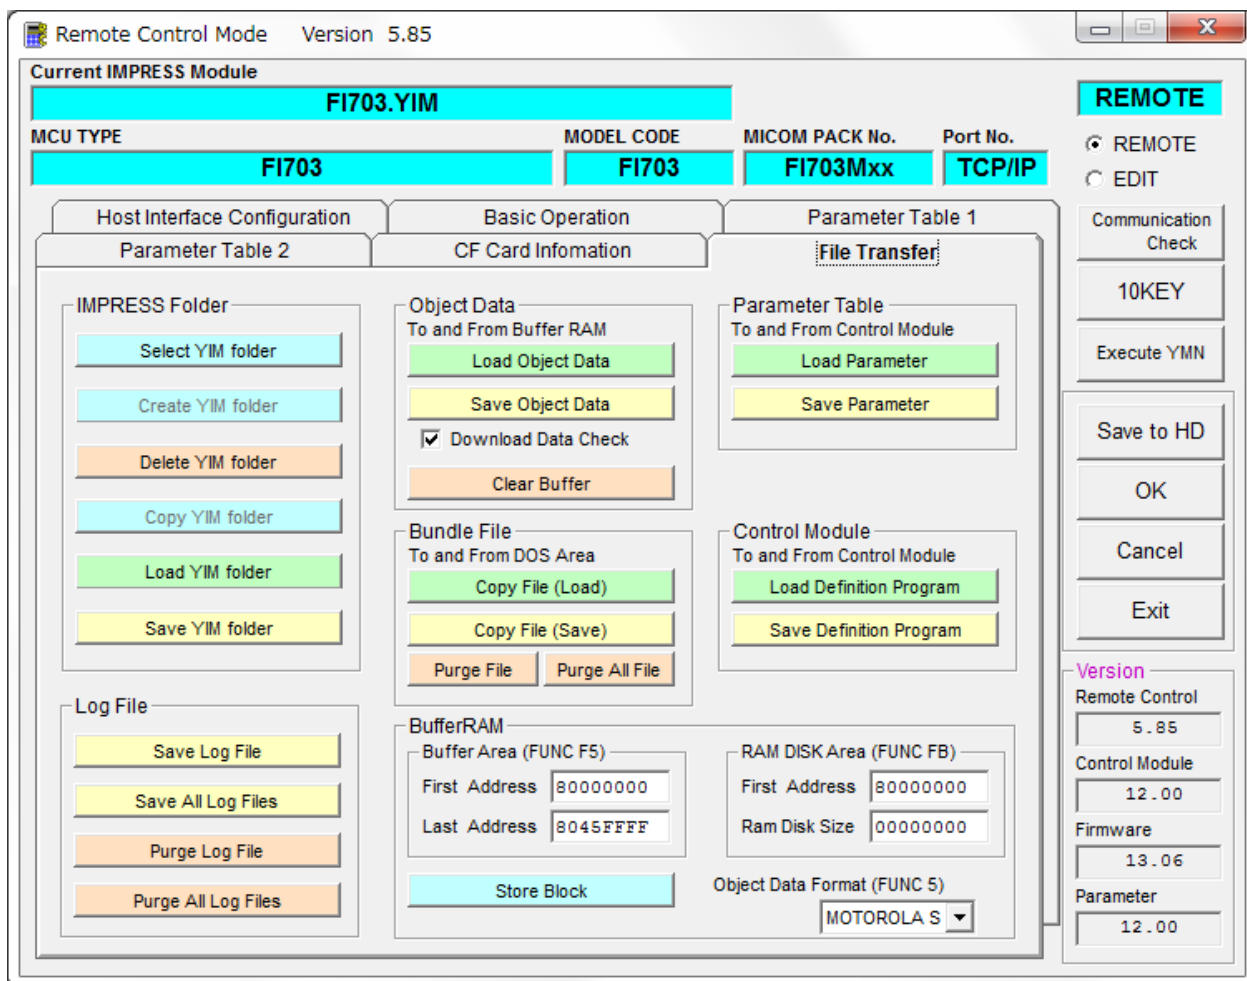 Remote Control Mode Version 5.85
Current IMPRESS Module
FI703.YIM
REMOTE
MCU TYPE
MODEL CODE
MICOM PACK No.
Port No.
FI703
FI703
FI703Mxx
TCP/IP
REMOTE
EDIT
Host Interface Configuration
Basic Operation
Parameter Table 1
Parameter Table 2
CF Card Infomation
File Transfer
Communication
Check
10KEY
Execute YMN
Save to HD
OK
Cancel
Exit
IMPRESS Folder
Select YIM folder
Create YIM folder
Delete YIM folder
Copy YIM folder
Load YIM folder
Save YIM folder
Object Data
To and From Buffer RAM
Load Object Data
Save Object Data
Download Data Check
Clear Buffer
Parameter Table
To and From Control Module
Load Parameter
Save Parameter
Bundle File
To and From DOS Area
Copy File (Load)
Copy File (Save)
Purge File
Purge All File
Control Module
To and From Control Module
Load Definition Program
Save Definition Program
Log File
Save Log File
Save All Log Files
Purge Log File
Purge All Log Files
BufferRAM
Buffer Area (FUNC F5)
First Address 80000000
Last Address 8045FFFF
RAM DISK Area (FUNC FB)
First Address 80000000
Ram Disk Size 00000000
Store Block
Object Data Format (FUNC 5)
MOTOROLA S
Version
Remote Control
5.85
Control Module
12.00
Firmware
13.06
Parameter
12.00